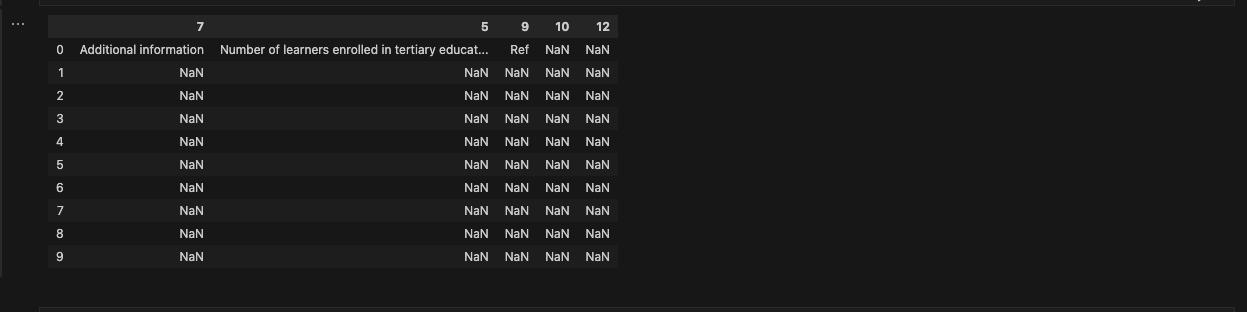 ...
7 5 9 10 12
0 Additional information Number of learners enrolled in tertiary educat... Ref NaN NaN
1 NaN NaN NaN NaN NaN
2 NaN NaN NaN NaN NaN
3 NaN NaN NaN NaN NaN
4 NaN NaN NaN NaN NaN
5 NaN NaN NaN NaN NaN
6 NaN NaN NaN NaN NaN
7 NaN NaN NaN NaN NaN
8 NaN NaN NaN NaN NaN
9 NaN NaN NaN NaN NaN